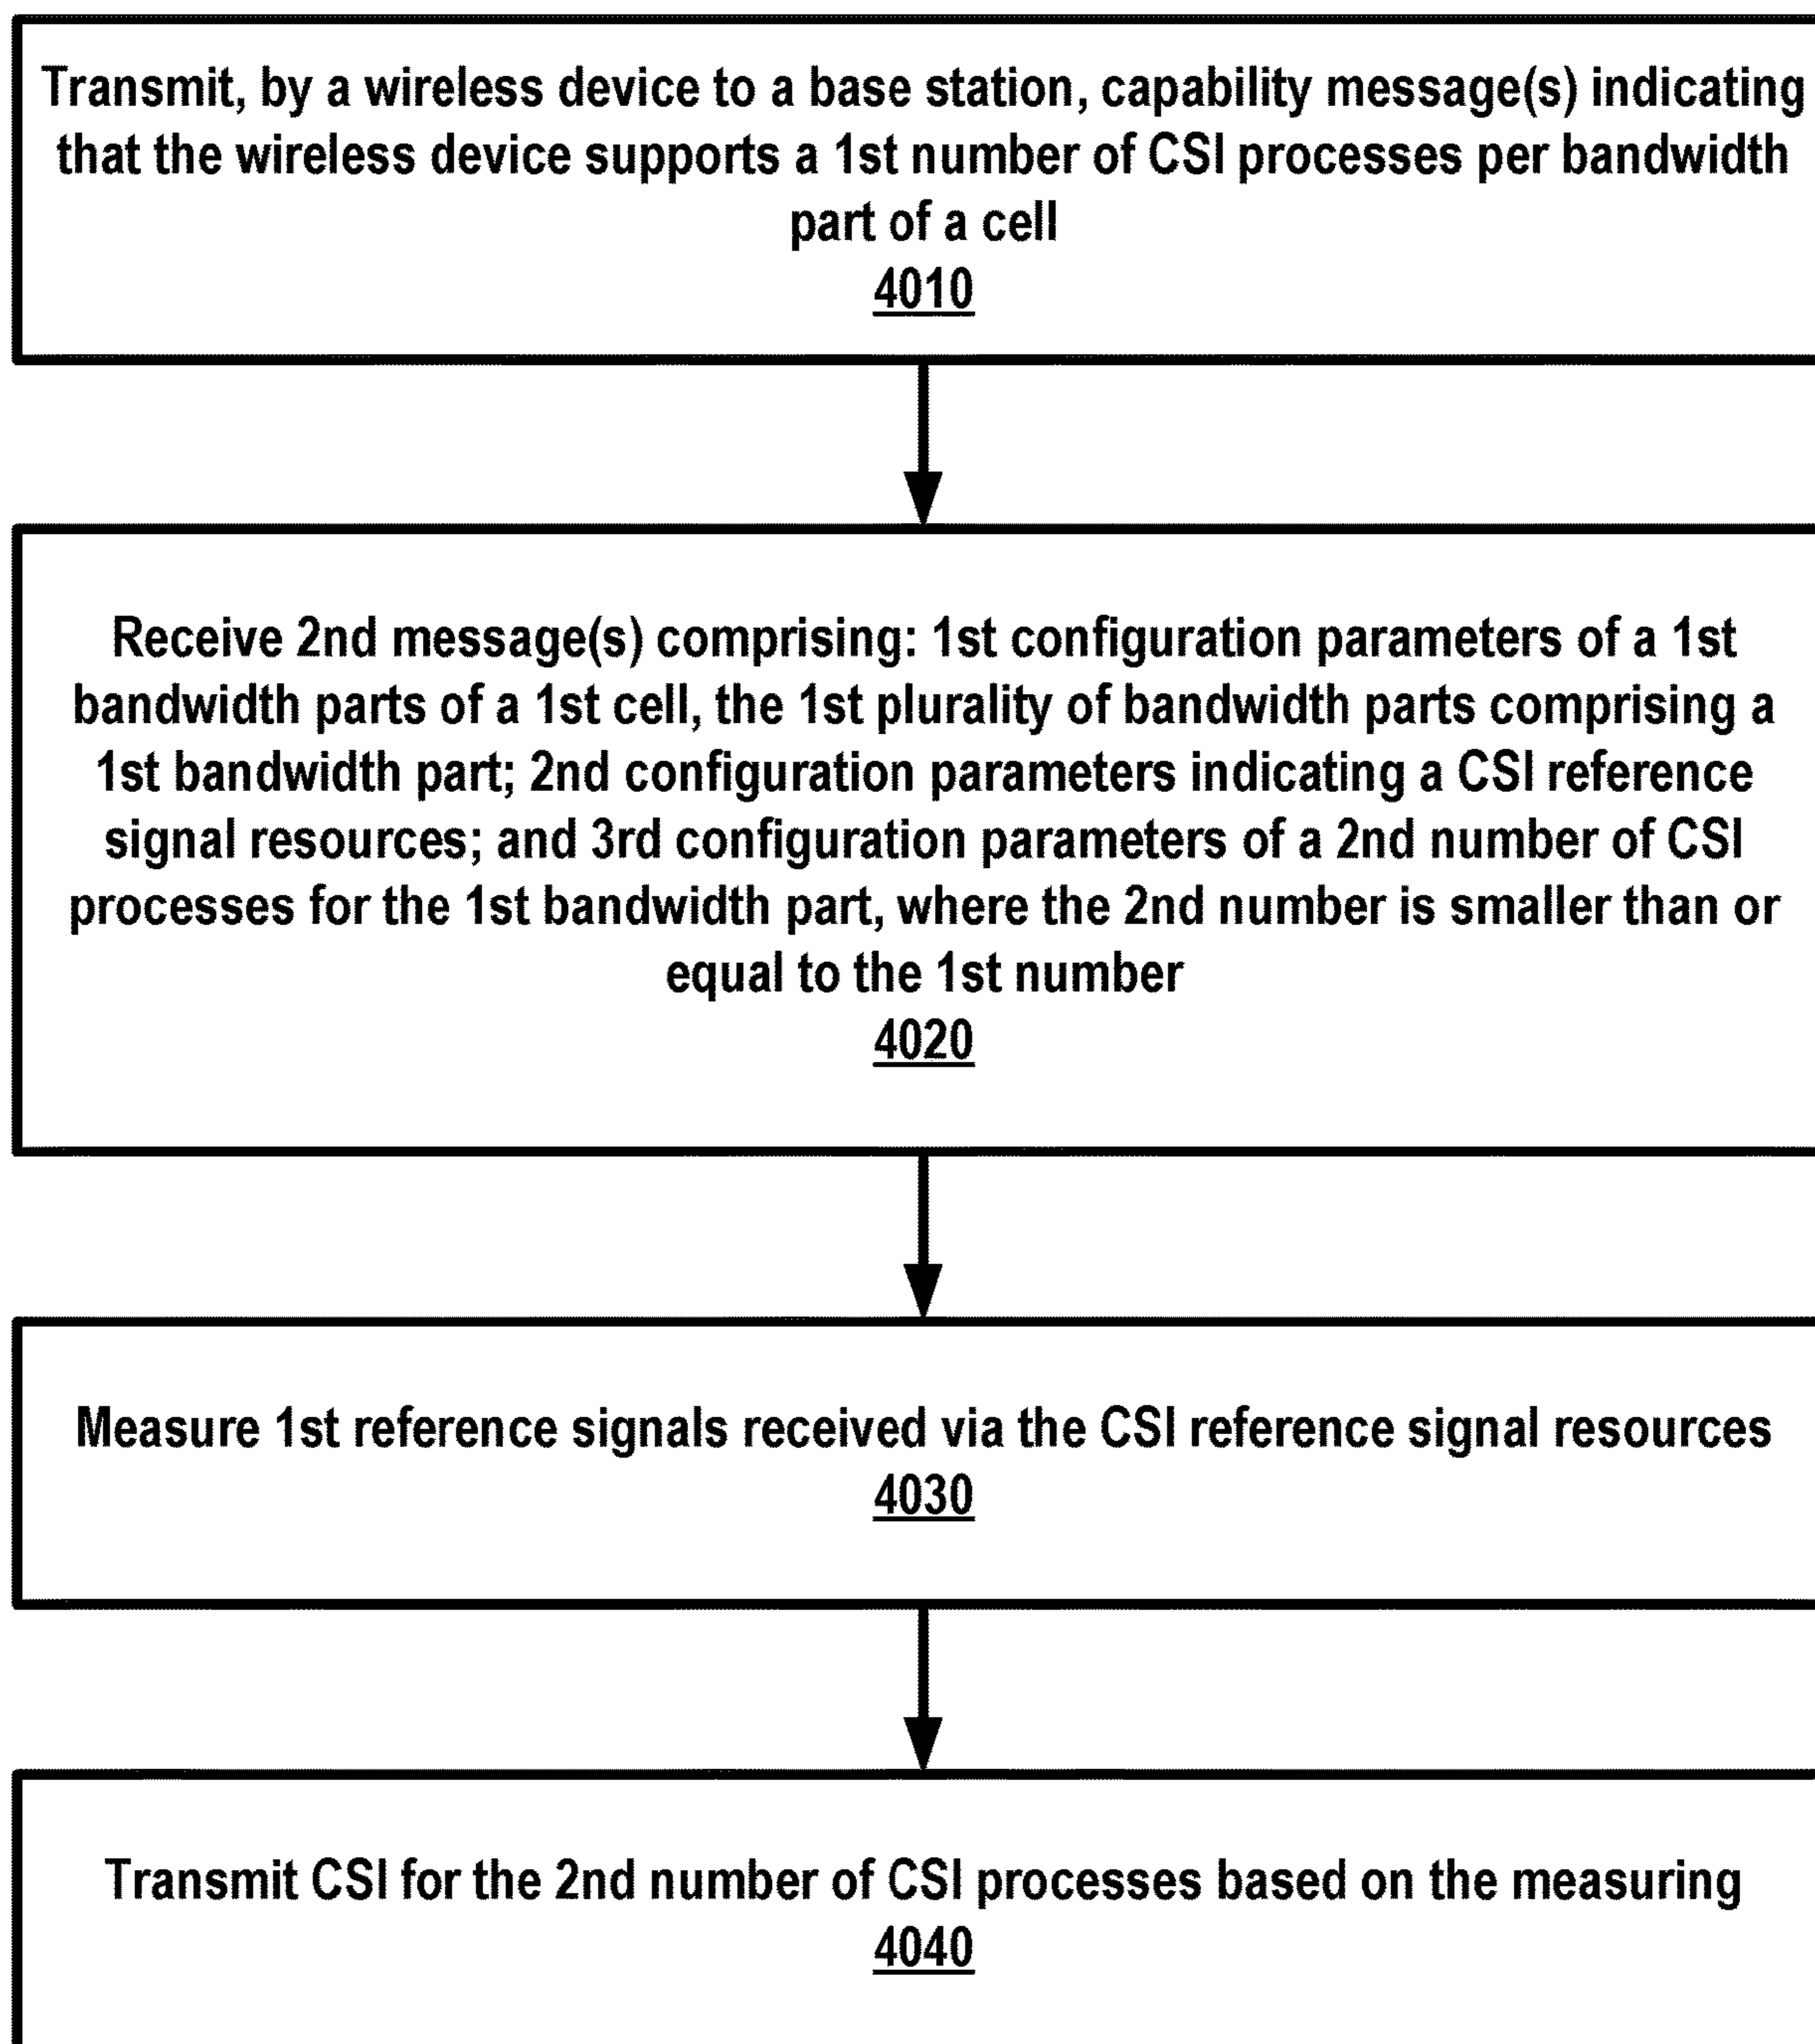 Transmit, by a wireless device to a base station, capability message(s) indicating
that the wireless device supports a 1st number of CSI processes per bandwidth
part of a cell
4010
Receive 2nd message(s) comprising: 1st configuration parameters of a 1st
bandwidth parts of a 1st cell, the 1st plurality of bandwidth parts comprising a
1st bandwidth part; 2nd configuration parameters indicating a CSI reference
signal resources; and 3rd configuration parameters of a 2nd number of CSI
processes for the 1st bandwidth part, where the 2nd number is smaller than or
equal to the 1st number
4020
Measure 1st reference signals received via the CSI reference signal resources
4030
Transmit CSI for the 2nd number of CSI processes based on the measuring
4040